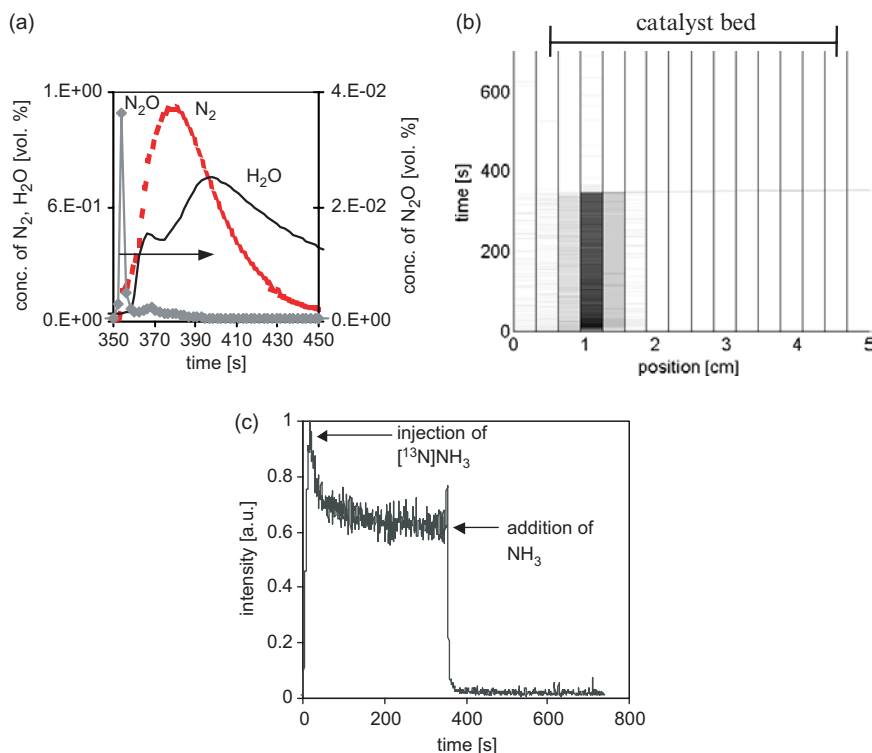 (a)
1.E+00
6.E-01
0.E+00
conc. of N₂, H₂O [vol. %]
N₂O
N₂
H₂O
4.E-02
2.E-02
0.E+00
conc. of N₂O [vol. %]
350 370 390 410 430 450
time [s]
(b)
catalyst bed
600
400
200
0
time [s]
0 1 2 3 4 5
position [cm]
(c)
1
0.8
0.6
0.4
0.2
0
intensity [a.u.]
injection of
[¹³N]NH₃
addition of
NH₃
0 200 400 600 800
time [s]